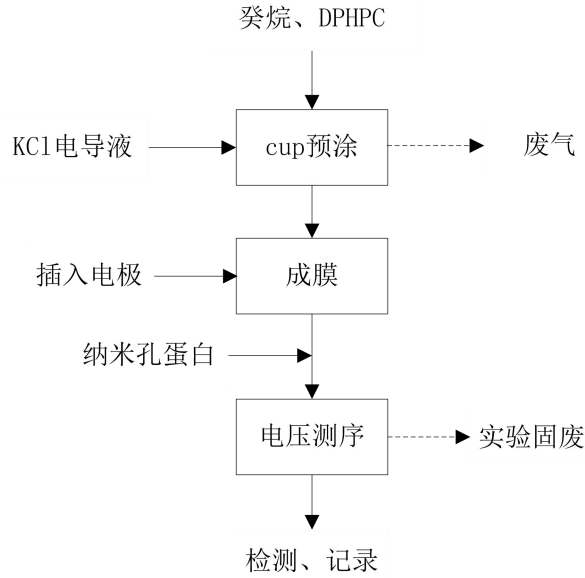 癸烷、DPHPC
KCl电导液
cup预涂
废气
插入电极
成膜
纳米孔蛋白
电压测序
实验固废
检测、记录